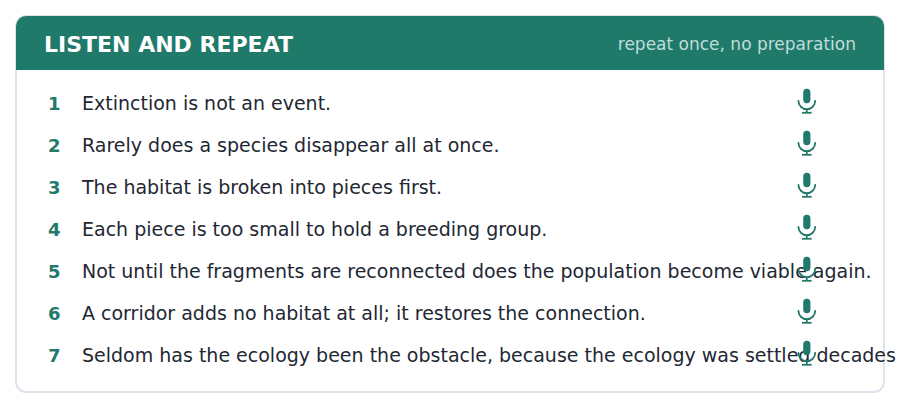 LISTEN AND REPEAT
repeat once, no preparation
1 Extinction is not an event.
2 Rarely does a species disappear all at once.
3 The habitat is broken into pieces first.
4 Each piece is too small to hold a breeding group.
5 Not until the fragments are reconnected does the population become viable again.
6 A corridor adds no habitat at all; it restores the connection.
7 Seldom has the ecology been the obstacle, because the ecology was settled decades